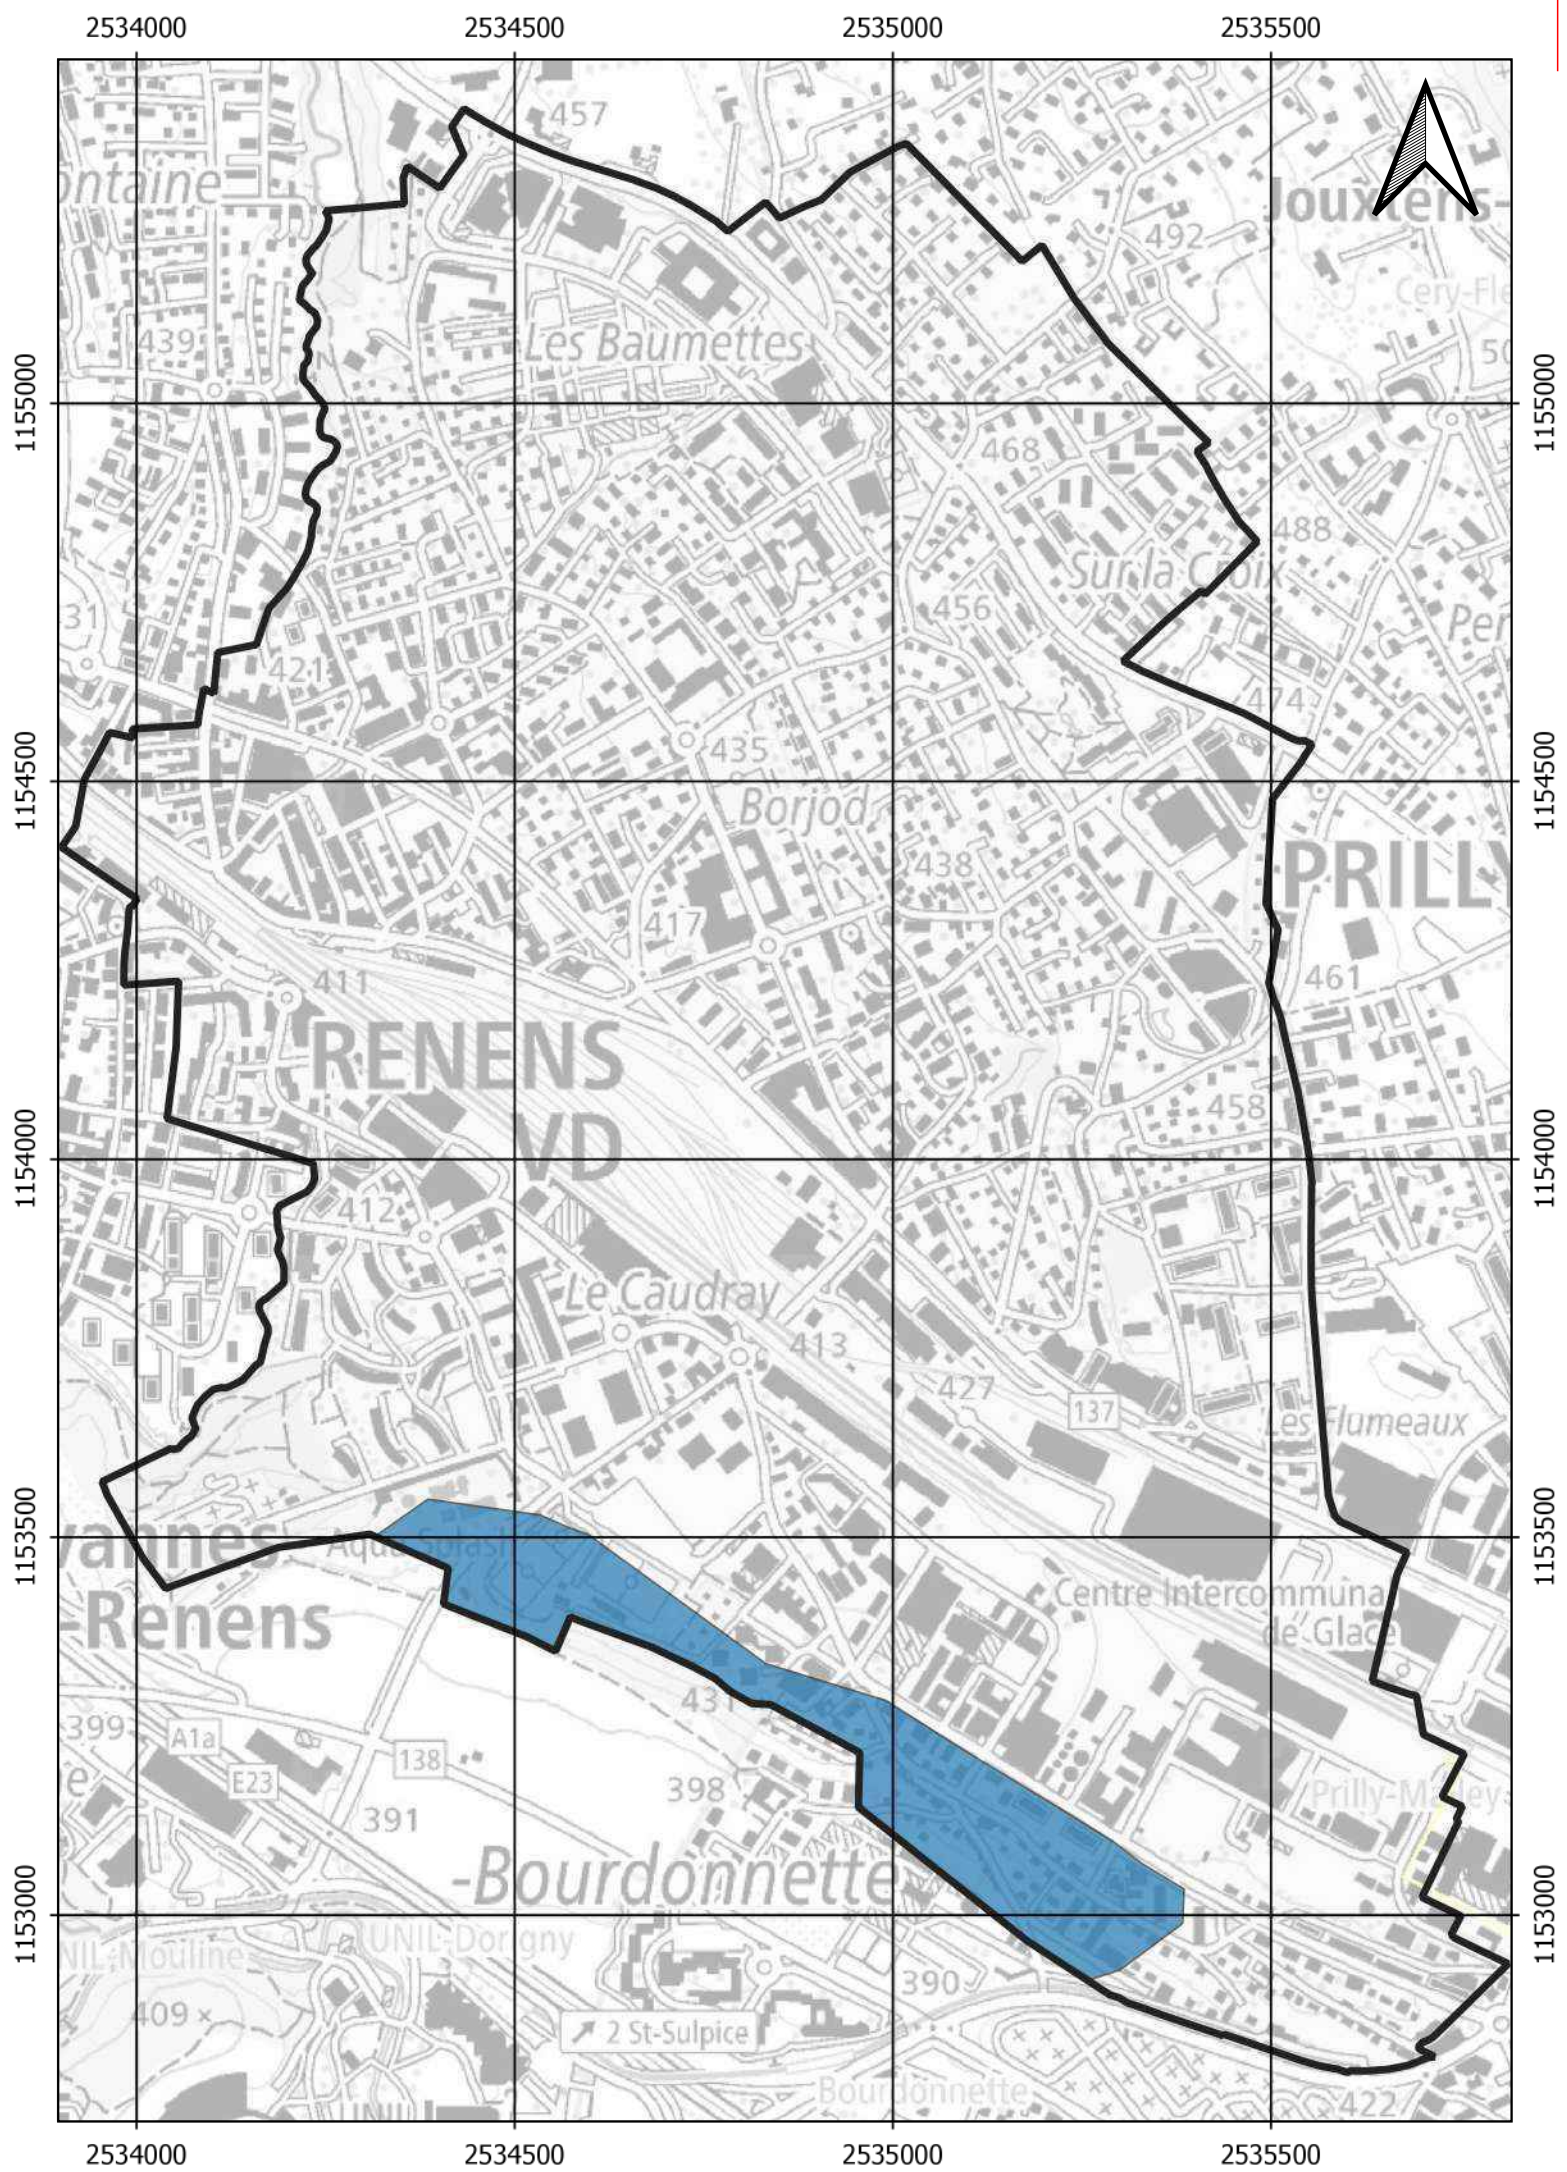 2534000 2534500 2535000 2535500
457
ontaine
Jouxtens-
492
Cery-Fle
439
Les Baumettes
50
1155000 1155000
468
488
Sur la Croix
31
456
Per
421
474
435
1154500 1154500
Borjod
438
PRILLY
417
461
411
RENENS
VD
458
1154000 1154000
412
Le Caudray
413
427
137
Les Flumeaux
1153500 1153500
vannes-
Aqua Splash
-Renens
Centre Intercommunal
de Glace
431
399
A1a
138
E23
398
Prilly-Malley
391
e
-Bourdonnette
1153000 1153000
NIL-Mouline
UNIL-Dorigny
390
409
2 St-Sulpice
Bourdonnette
422
UNIL
2534000 2534500 2535000 2535500